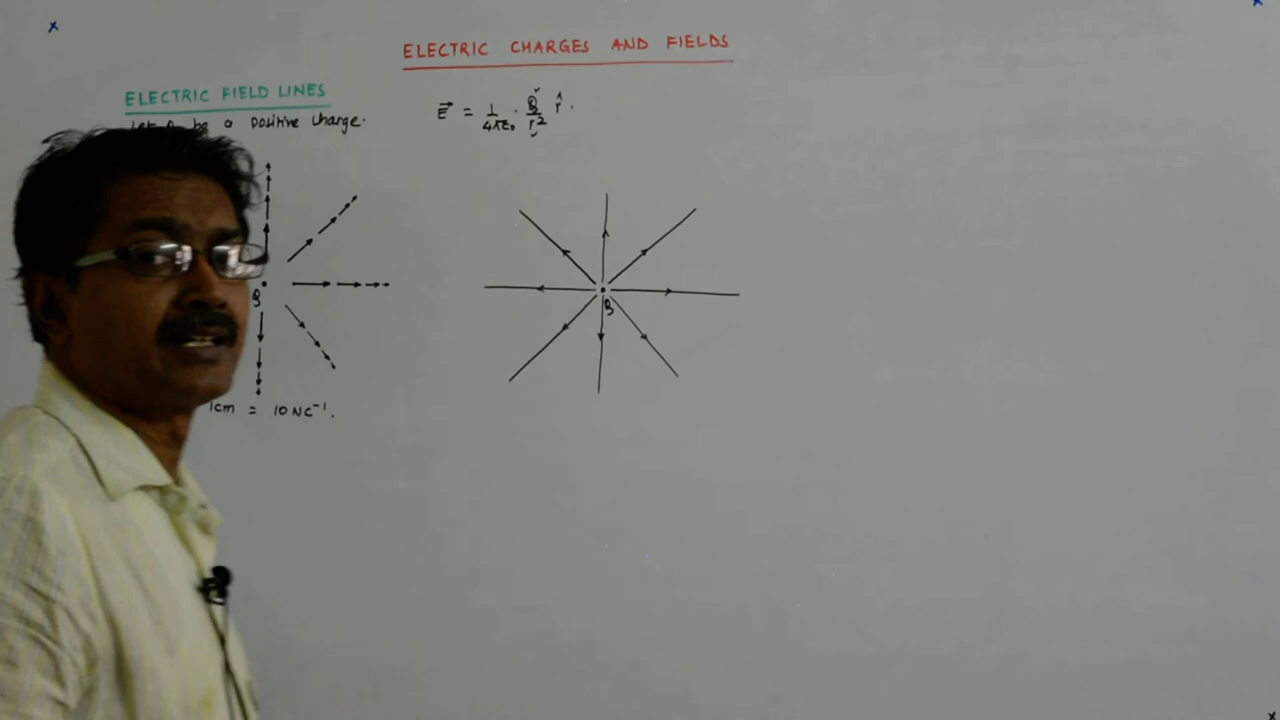 ELECTRIC CHARGES AND FIELDS
ELECTRIC FIELD LINES
be a positive charge.
E⃗ = 1/4πε₀ · Q/r² r̂ .
Q
Q
1cm = 10 NC⁻¹.